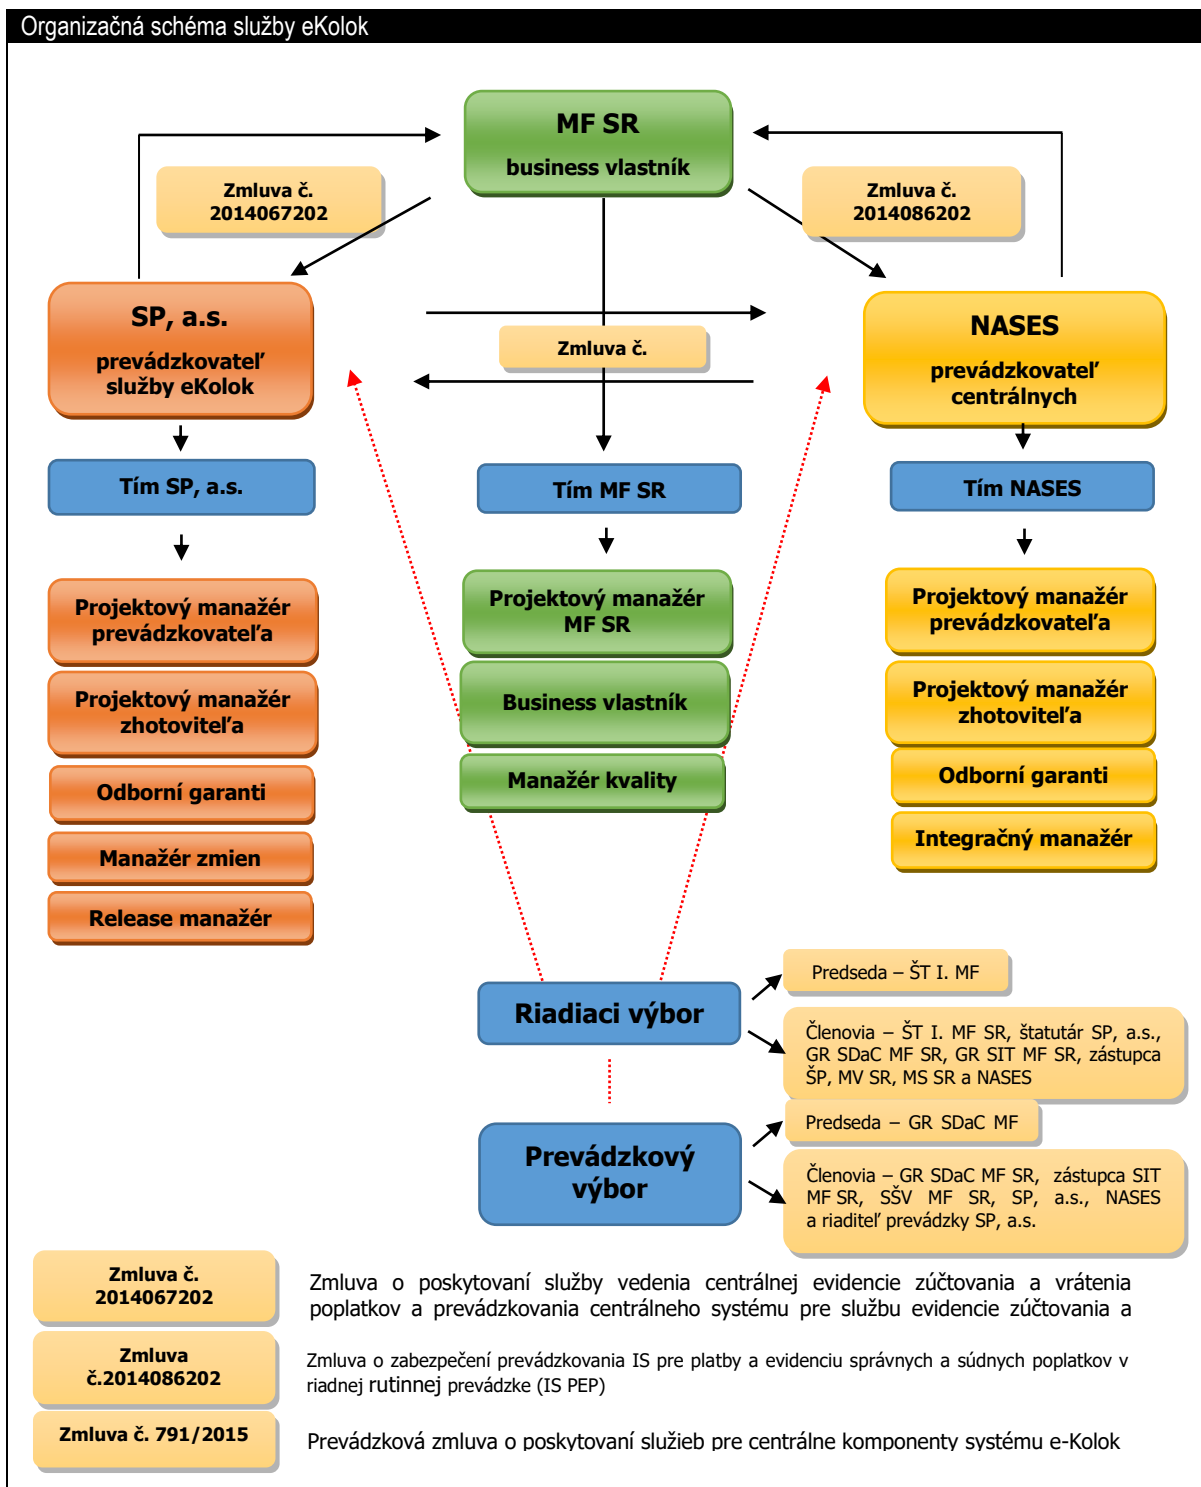 Organizačná schéma služby eKolok
MF SR
business vlastník
Zmluva č.
2014067202
Zmluva č.
2014086202
SP, a.s.
prevádzkovateľ
služby eKolok
Zmluva č.
NASES
prevádzkovateľ
centrálnych
Tím SP, a.s.
Tím MF SR
Tím NASES
Projektový manažér
prevádzkovateľa
Projektový manažér
zhotoviteľa
Odborní garanti
Manažér zmien
Release manažér
Projektový manažér
MF SR
Business vlastník
Manažér kvality
Projektový manažér
prevádzkovateľa
Projektový manažér
zhotoviteľa
Odborní garanti
Integračný manažér
Riadiaci výbor
Predseda – ŠT I. MF
Členovia – ŠT I. MF SR, štatutár SP, a.s.,
GR SDaC MF SR, GR SIT MF SR, zástupca
ŠP, MV SR, MS SR a NASES
Prevádzkový
výbor
Predseda – GR SDaC MF
Členovia – GR SDaC MF SR, zástupca SIT
MF SR, SŠV MF SR, SP, a.s., NASES
a riaditeľ prevádzky SP, a.s.
Zmluva č.
2014067202
Zmluva o poskytovaní služby vedenia centrálnej evidencie zúčtovania a vrátenia
poplatkov a prevádzkovania centrálneho systému pre službu evidencie zúčtovania a
Zmluva
č.2014086202
Zmluva o zabezpečení prevádzkovania IS pre platby a evidenciu správnych a súdnych poplatkov v
riadnej rutinnej prevádzke (IS PEP)
Zmluva č. 791/2015
Prevádzková zmluva o poskytovaní služieb pre centrálne komponenty systému e-Kolok